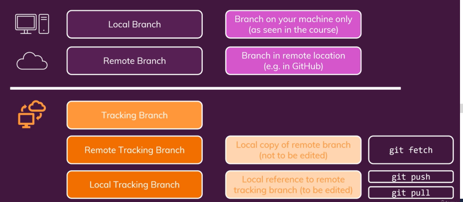 Local Branch
Branch on your machine only
(as seen in the course)
Remote Branch
Branch in remote location
(e.g. in GitHub)
Tracking Branch
Remote Tracking Branch
Local copy of remote branch
(not to be edited)
git fetch
Local Tracking Branch
Local reference to remote
tracking branch (to be edited)
git push
git pull